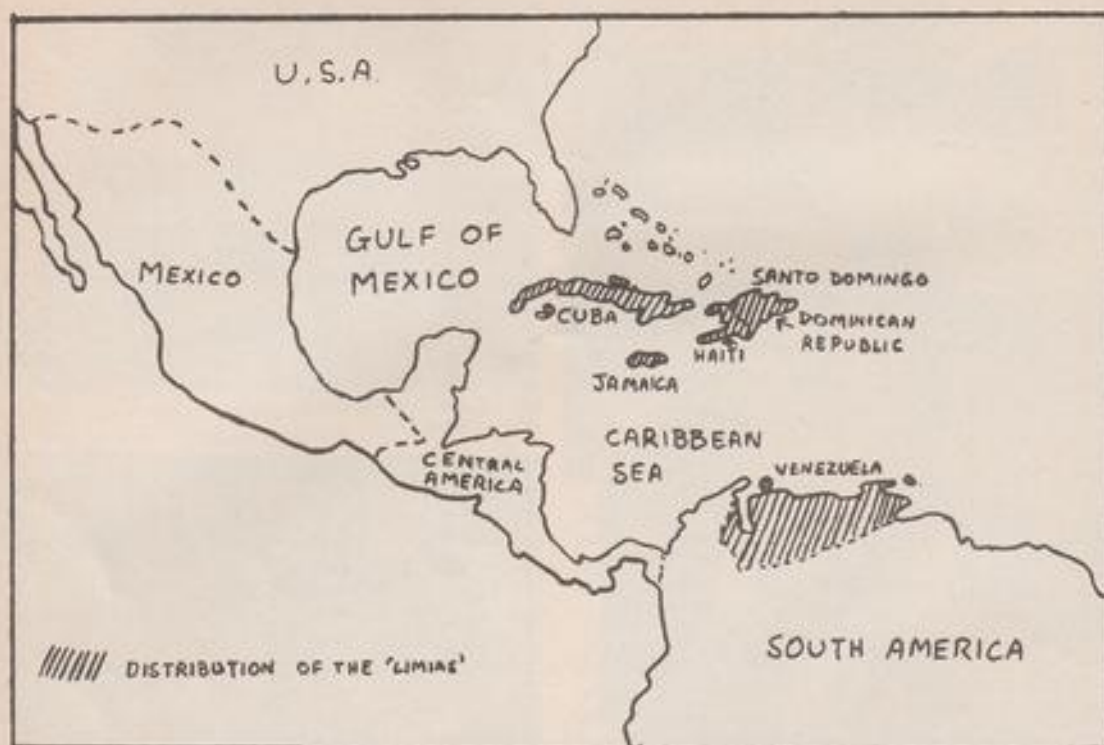 U.S.A.
GULF OF
MEXICO
MEXICO
SANTO DOMINGO
CUBA
DOMINICAN
REPUBLIC
HAITI
JAMAICA
CARIBBEAN
SEA
CENTRAL
AMERICA
VENEZUELA
SOUTH AMERICA
DISTRIBUTION OF THE 'LIMIAS'